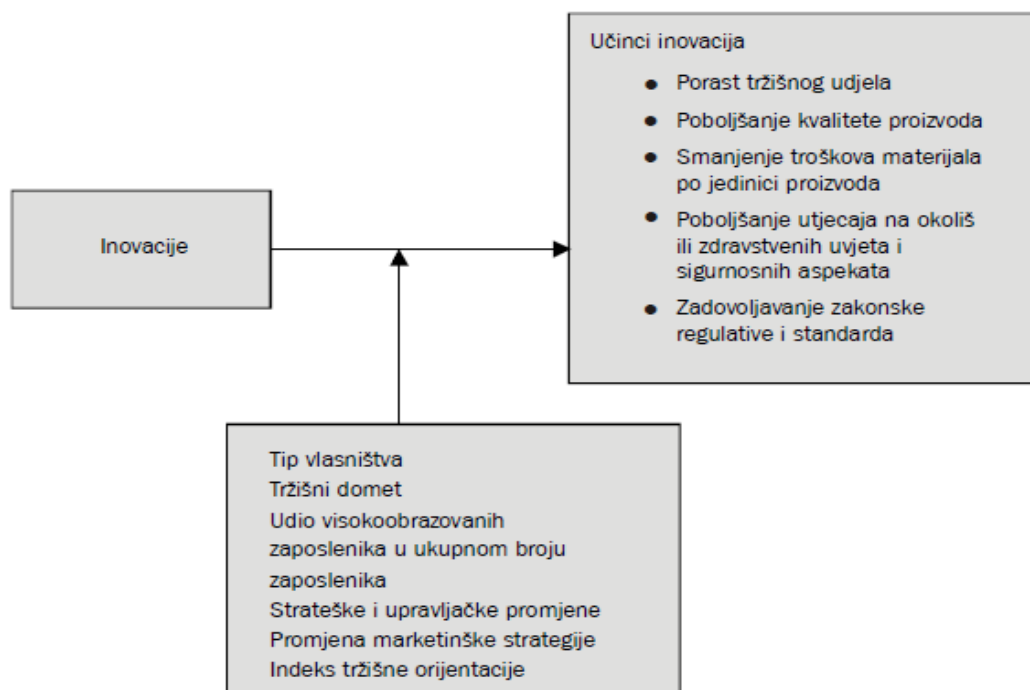 Učinci inovacija
● Porast tržišnog udjela
● Poboljšanje kvalitete proizvoda
● Smanjenje troškova materijala
po jedinici proizvoda
● Poboljšanje utjecaja na okoliš
ili zdravstvenih uvjeta i
sigurnosnih aspekata
● Zadovoljavanje zakonske
regulative i standarda
Inovacije
Tip vlasništva
Tržišni domet
Udio visokoobrazovanih
zaposlenika u ukupnom broju
zaposlenika
Strateške i upravljačke promjene
Promjena marketinške strategije
Indeks tržišne orijentacije